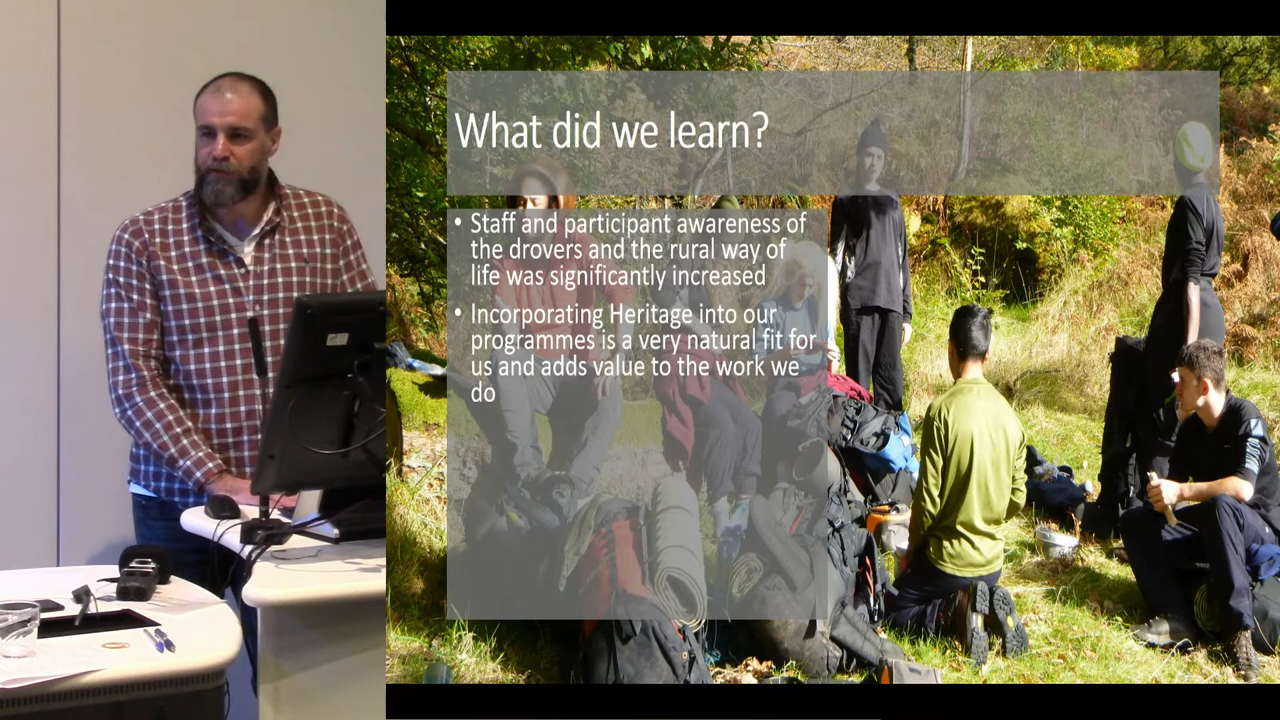 What did we learn?
• Staff and participant awareness of
the drovers and the rural way of
life was significantly increased
• Incorporating Heritage into our
programmes is a very natural fit for
us and adds value to the work we
do